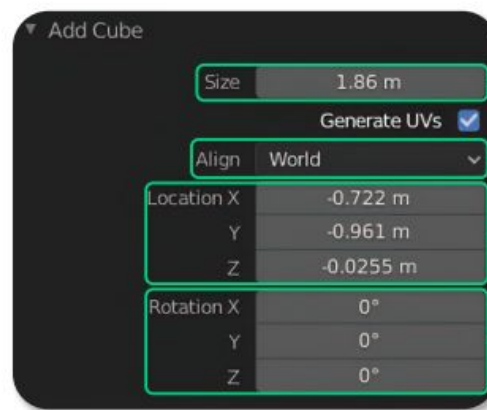 Add Cube
Size 1.86 m
Generate UVs
Align World
Location X -0.722 m
Y -0.961 m
Z -0.0255 m
Rotation X 0°
Y 0°
Z 0°